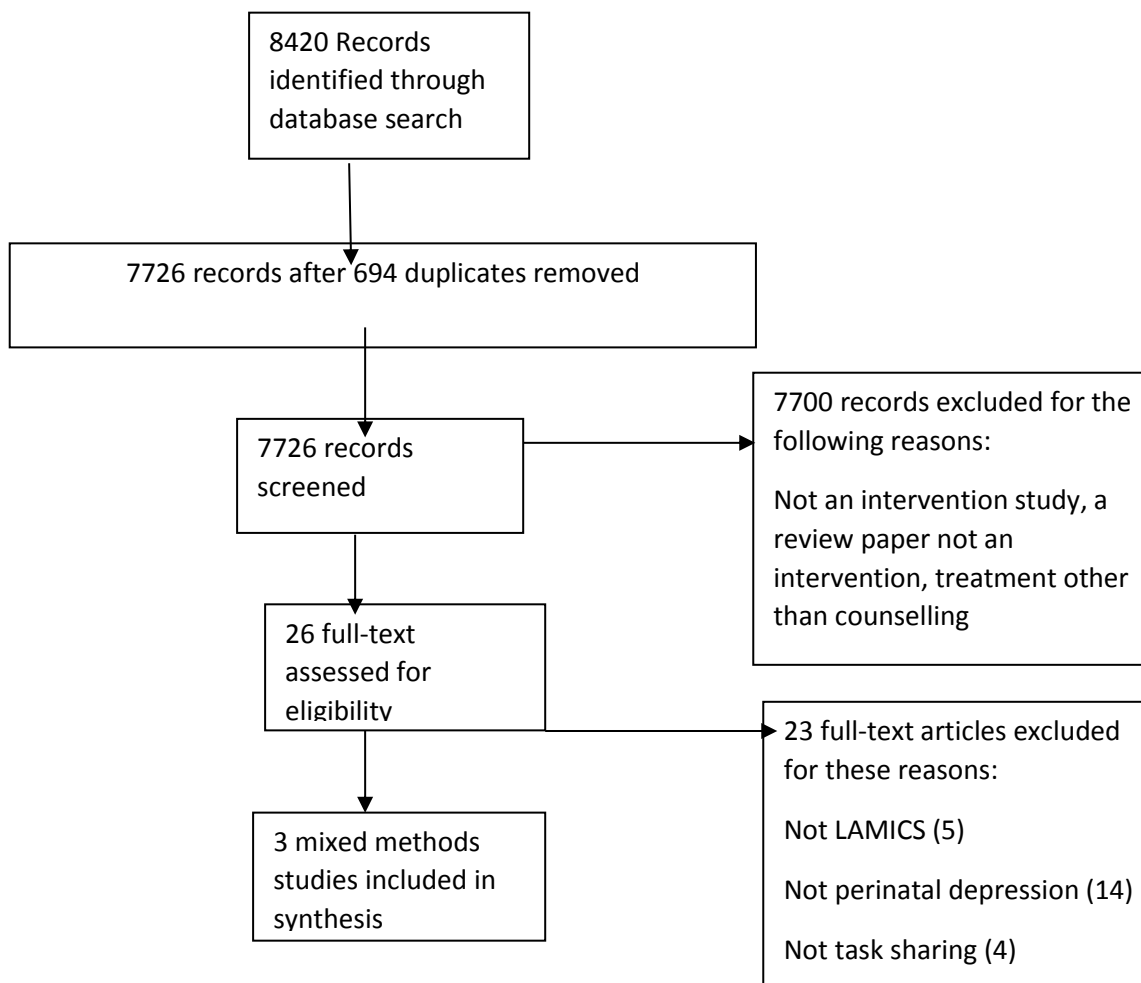 8420 Records
identified through
database search
7726 records after 694 duplicates removed
7726 records
screened
7700 records excluded for the
following reasons:
Not an intervention study, a
review paper not an
intervention, treatment other
than counselling
26 full-text
assessed for
eligibility
23 full-text articles excluded
for these reasons:
Not LAMICS (5)
Not perinatal depression (14)
Not task sharing (4)
3 mixed methods
studies included in
synthesis